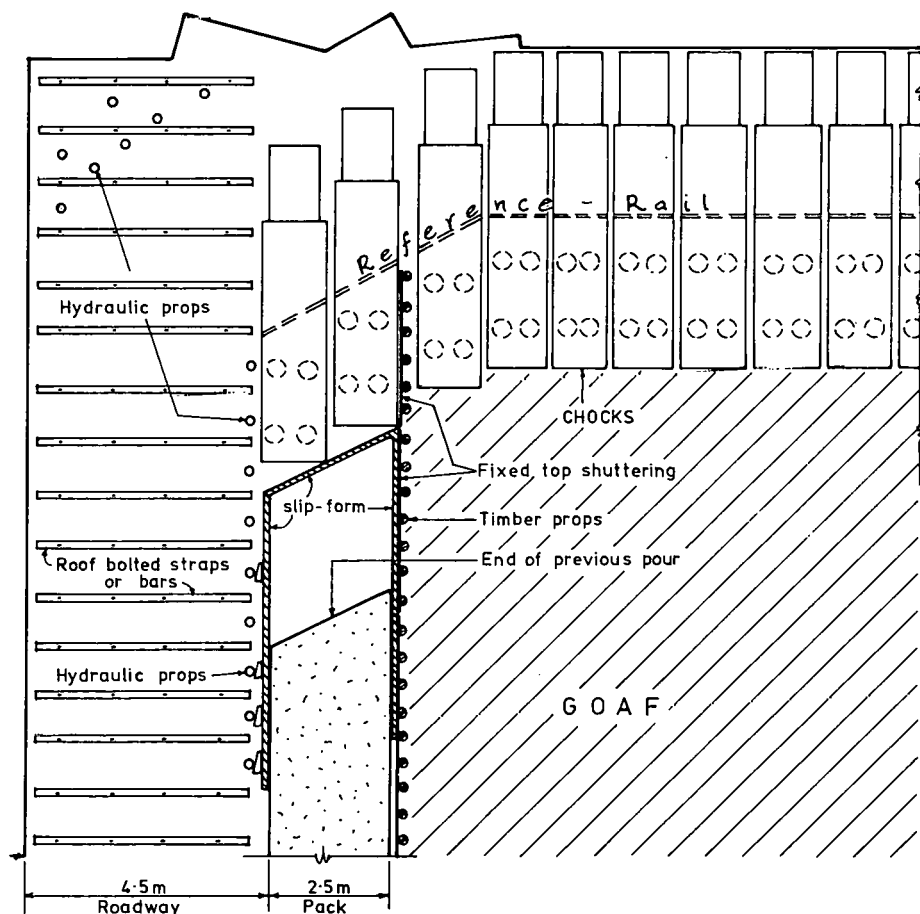 Reference - Rail
Hydraulic props
CHOCKS
Fixed top shuttering
slip-form
Timber props
End of previous pour
Roof bolted straps
or bars
Hydraulic props
GOAF
4·5m
2·5m
Roadway
Pack